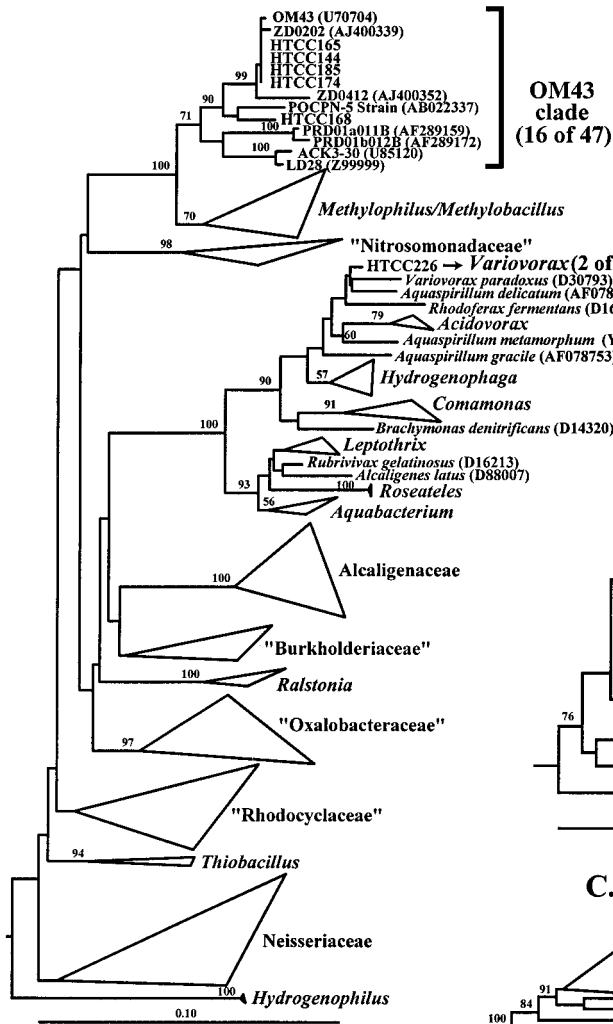 OM43 (U70704)
ZD0202 (AJ400339)
HTCC165
HTCC144
HTCC185
HTCC174
99
ZD0412 (AJ400352)
90
POCPN-5 Strain (AB022337)
HTCC168
71
100
PRD01a011B (AF289159)
PRD01b012B (AF289172)
100
ACK3-30 (U85120)
LD28 (Z99999)
OM43
clade
(16 of 47)
100
70
Methylophilus/Methylobacillus
98
"Nitrosomonadaceae"
HTCC226 → Variovorax (2 of
Variovorax paradoxus (D30793)
Aquaspirillum delicatum (AF078
Rhodoferax fermentans (D16
79
Acidovorax
60
Aquaspirillum metamorphum (Y
Aquaspirillum gracile (AF078753)
90
57
Hydrogenophaga
91
Comamonas
Brachymonas denitrificans (D14320)
100
Leptothrix
Rubrivivax gelatinosus (D16213)
Alcaligenes latus (D88007)
93
100
Roseateles
56
Aquabacterium
100
Alcaligenaceae
"Burkholderiaceae"
100
Ralstonia
"Oxalobacteraceae"
97
76
"Rhodocyclaceae"
94
Thiobacillus
C.
Neisseriaceae
100
Hydrogenophilus
0.10
91
84
100